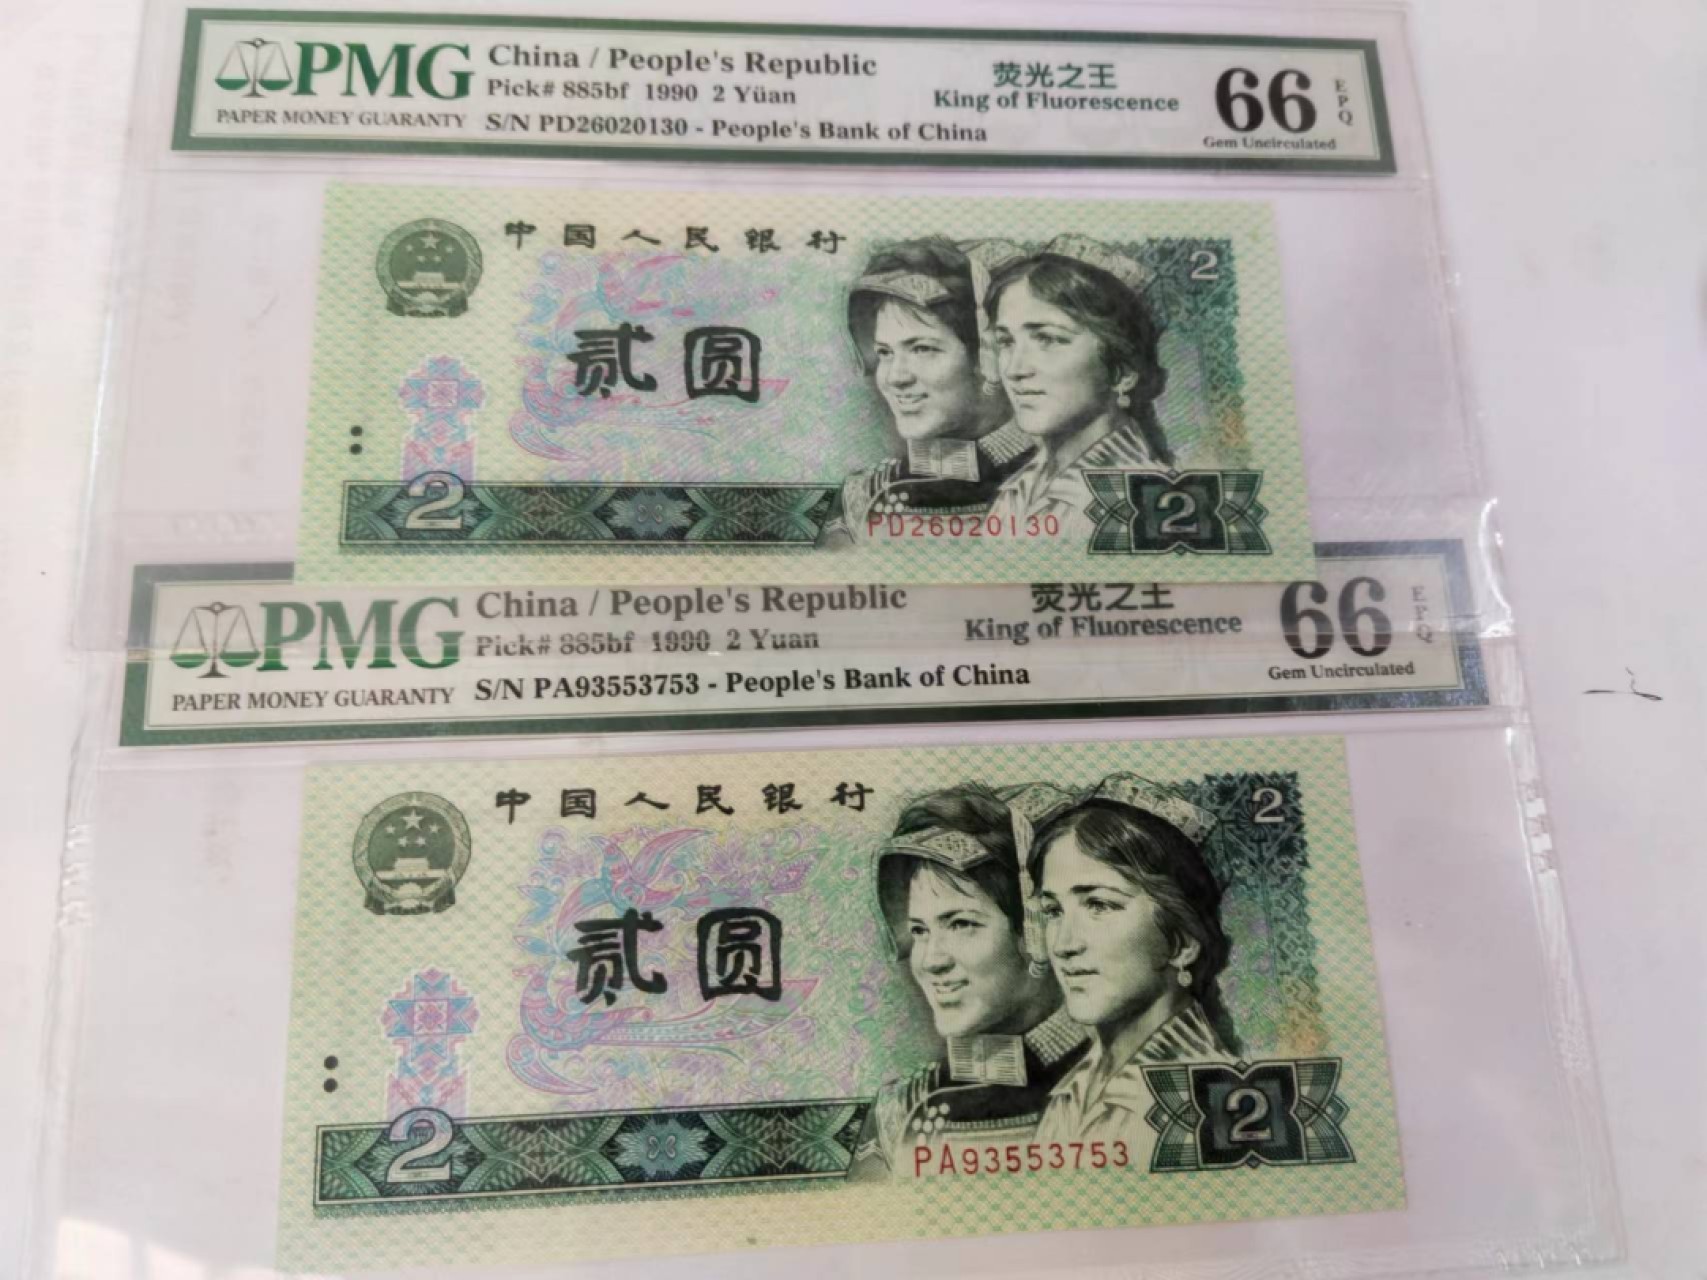 PMG
PAPER MONEY GUARANTY
China / People's Republic
Pick# 885bf 1990 2 Yüan
S/N PD26020130 - People's Bank of China
荧光之王
King of Fluorescence
66
EPQ
Gem Uncirculated
中国人民银行
2
贰圆
2
PD26020130
2
PMG
PAPER MONEY GUARANTY
China / People's Republic
Pick# 885bf 1990 2 Yuan
S/N PA93553753 - People's Bank of China
荧光之王
King of Fluorescence
66
EPQ
Gem Uncirculated
中国人民银行
2
贰圆
2
PA93553753
2